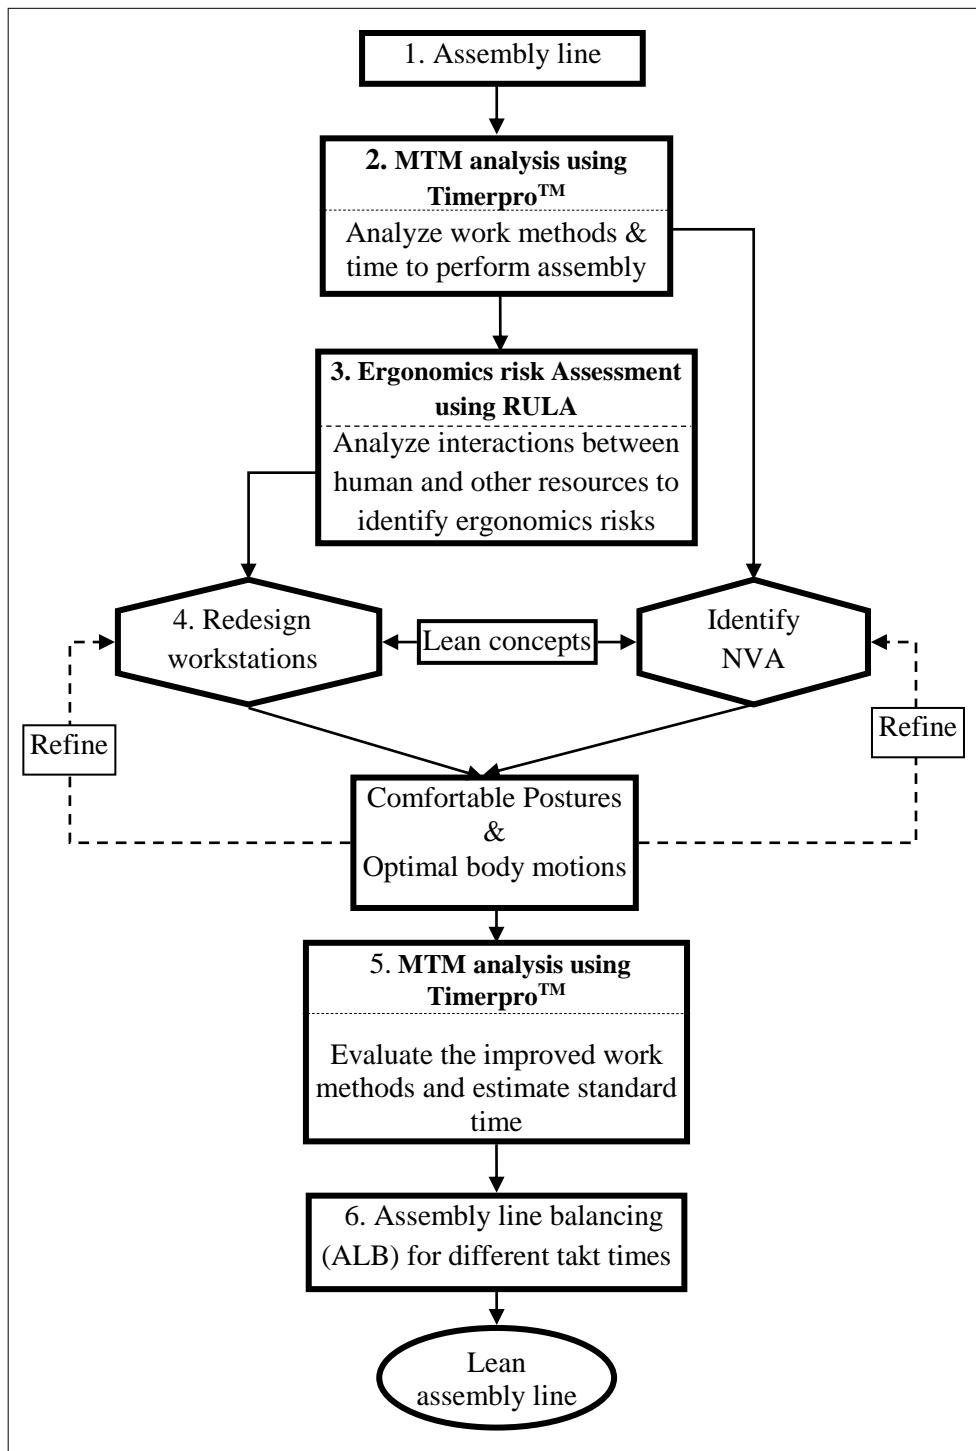 1. Assembly line
2. MTM analysis using
Timerpro™
Analyze work methods &
time to perform assembly
3. Ergonomics risk Assessment
using RULA
Analyze interactions between
human and other resources to
identify ergonomics risks
4. Redesign
workstations
Lean concepts
Identify
NVA
Refine
Refine
Comfortable Postures
&
Optimal body motions
5. MTM analysis using
Timerpro™
Evaluate the improved work
methods and estimate standard
time
6. Assembly line balancing
(ALB) for different takt times
Lean
assembly line